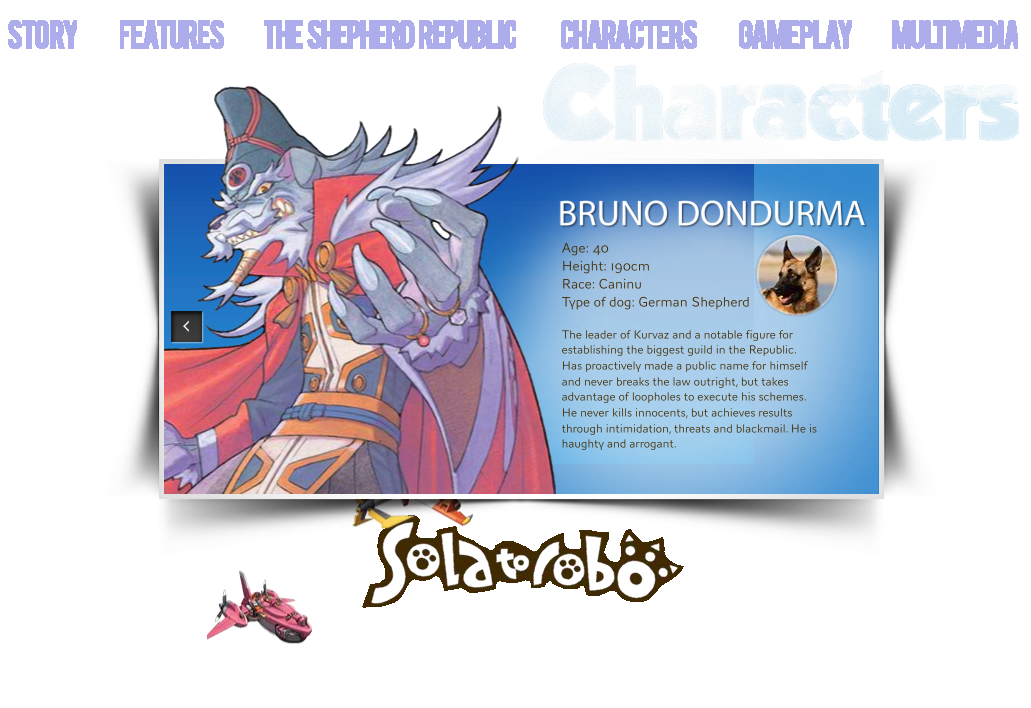 STORY FEATURES THE SHEPHERD REPUBLIC CHARACTERS GAMEPLAY MULTIMEDIA
Characters
BRUNO DONDURMA
Age: 40
Height: 190cm
Race: Caninu
Type of dog: German Shepherd
The leader of Kurvaz and a notable figure for
establishing the biggest guild in the Republic.
Has proactively made a public name for himself
and never breaks the law outright, but takes
advantage of loopholes to execute his schemes.
He never kills innocents, but achieves results
through intimidation, threats and blackmail. He is
haughty and arrogant.
Solatorobo